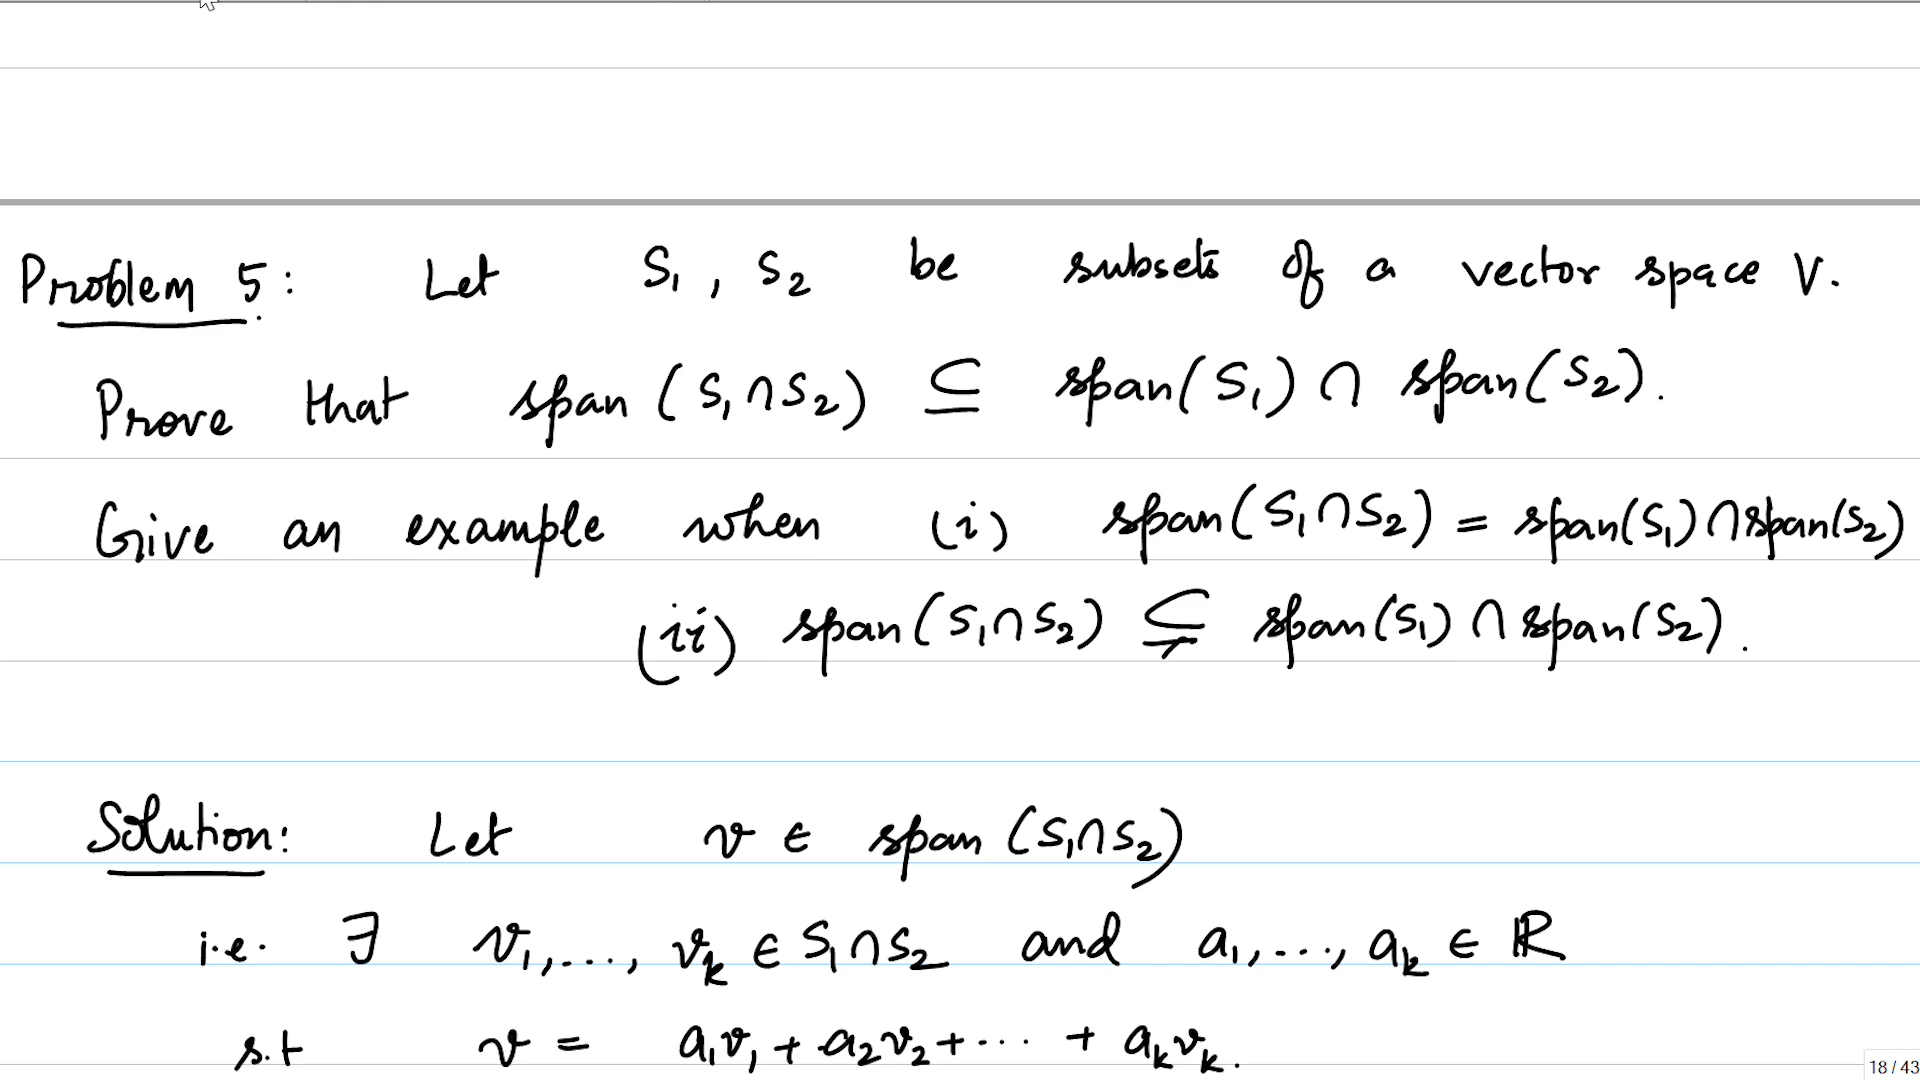 Problem 5: Let S₁, S₂ be subsets of a vector space V.
Prove that span (S₁∩S₂) ⊆ span(S₁) ∩ span(S₂).
Give an example when (i) span(S₁∩S₂) = span(S₁)∩span(S₂)
(ii) span(S₁∩S₂) ⊊ span(S₁) ∩ span(S₂).
Solution: Let v ∈ span (S₁∩S₂)
i.e. ∃ v₁,..., vₖ ∈ S₁∩S₂ and a₁,..., aₖ ∈ ℝ
s.t v = a₁v₁ + a₂v₂ + ... + aₖvₖ.
18 / 43